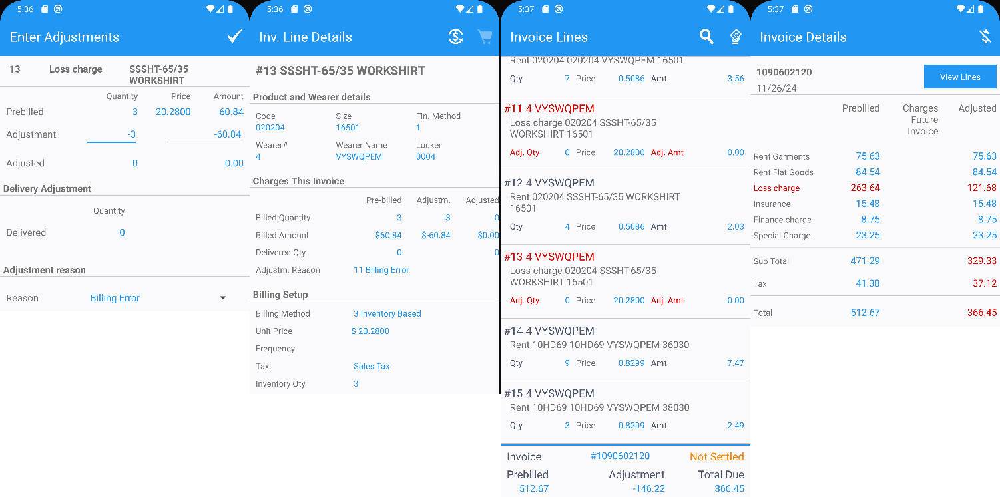 5:36
Enter Adjustments
13 Loss charge SSSHT-65/35
WORKSHIRT
Quantity Price Amount
Prebilled 3 20.2800 60.84
Adjustment -3 -60.84
Adjusted 0 0.00
Delivery Adjustment
Quantity
Delivered 0
Adjustment reason
Reason Billing Error
5:36
Inv. Line Details
#13 SSSHT-65/35 WORKSHIRT
Product and Wearer details
Code Size Fin. Method
020204 16501 1
Wearer# Wearer Name Locker
4 VYSWQPEM 0004
Charges This Invoice
Pre-billed Adjustm. Adjusted
Billed Quantity 3 -3 0
Billed Amount $60.84 $-60.84 $0.00
Delivered Qty 0 0
Adjustm. Reason 11 Billing Error
Billing Setup
Billing Method 3 Inventory Based
Unit Price $ 20.2800
Frequency
Tax Sales Tax
Inventory Qty 3
5:37
Invoice Lines
Rent 020204 020204 VYSWQPEM 16501
Qty 7 Price 0.5086 Amt 3.56
#11 4 VYSWQPEM
Loss charge 020204 SSSHT-65/35
WORKSHIRT 16501
Adj. Qty 0 Price 20.2800 Adj. Amt 0.00
#12 4 VYSWQPEM
Rent 020204 SSSHT-65/35 WORKSHIRT
16501
Qty 4 Price 0.5086 Amt 2.03
#13 4 VYSWQPEM
Loss charge 020204 SSSHT-65/35
WORKSHIRT 16501
Adj. Qty 0 Price 20.2800 Adj. Amt 0.00
#14 4 VYSWQPEM
Rent 10HD69 10HD69 VYSWQPEM 36030
Qty 9 Price 0.8299 Amt 7.47
#15 4 VYSWQPEM
Rent 10HD69 10HD69 VYSWQPEM 38030
Qty 3 Price 0.8299 Amt 2.49
Invoice #1090602120 Not Settled
Prebilled Adjustment Total Due
512.67 -146.22 366.45
5:37
Invoice Details
1090602120
View Lines
11/26/24
Prebilled Charges Adjusted
Future
Invoice
Rent Garments 75.63 75.63
Rent Flat Goods 84.54 84.54
Loss charge 263.64 121.68
Insurance 15.48 15.48
Finance charge 8.75 8.75
Special Charge 23.25 23.25
Sub Total 471.29 329.33
Tax 41.38 37.12
Total 512.67 366.45